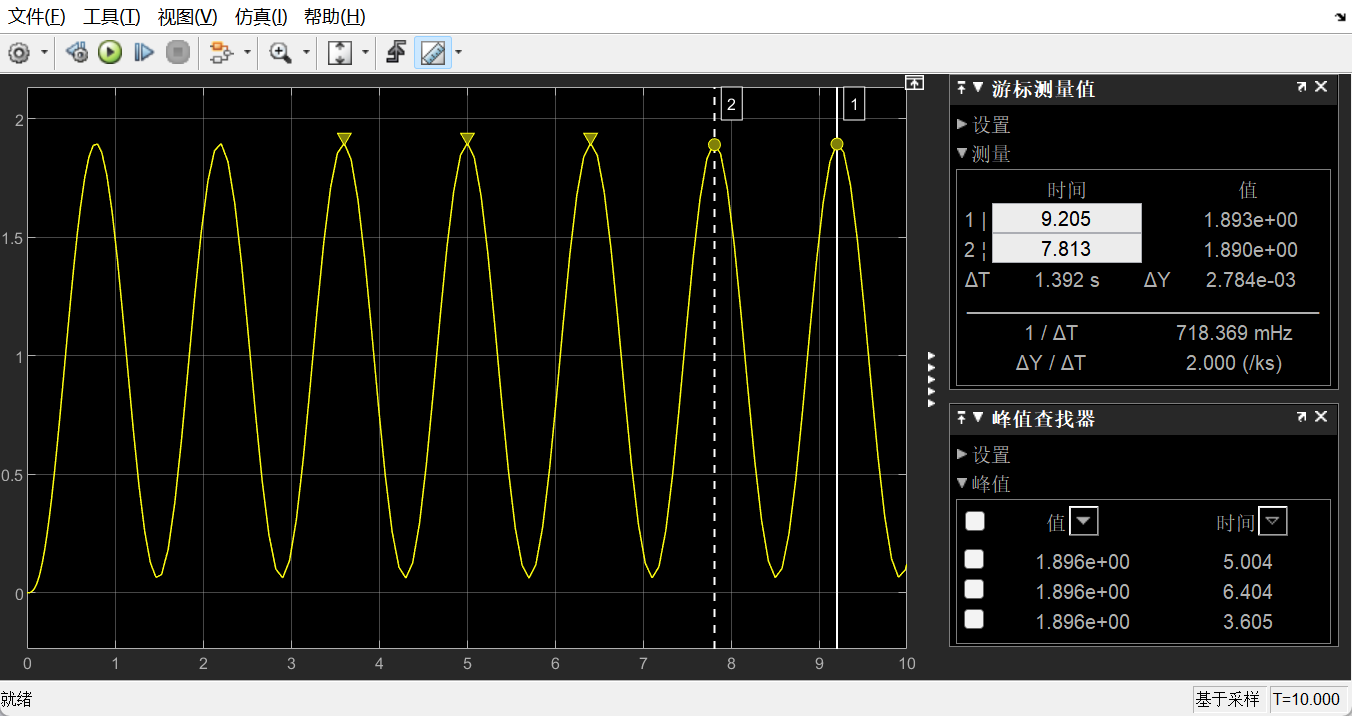 文件(F) 工具(T) 视图(V) 仿真(I) 帮助(H)
2
1.5
1
0.5
0
0 1 2 3 4 5 6 7 8 9 10
2 1
游标测量值
设置
测量
时间 值
1 | 9.205 1.893e+00
2 ¦ 7.813 1.890e+00
ΔT 1.392 s ΔY 2.784e-03
1 / ΔT 718.369 mHz
ΔY / ΔT 2.000 (/ks)
峰值查找器
设置
峰值
值 时间
1.896e+00 5.004
1.896e+00 6.404
1.896e+00 3.605
就绪 基于采样 T=10.000